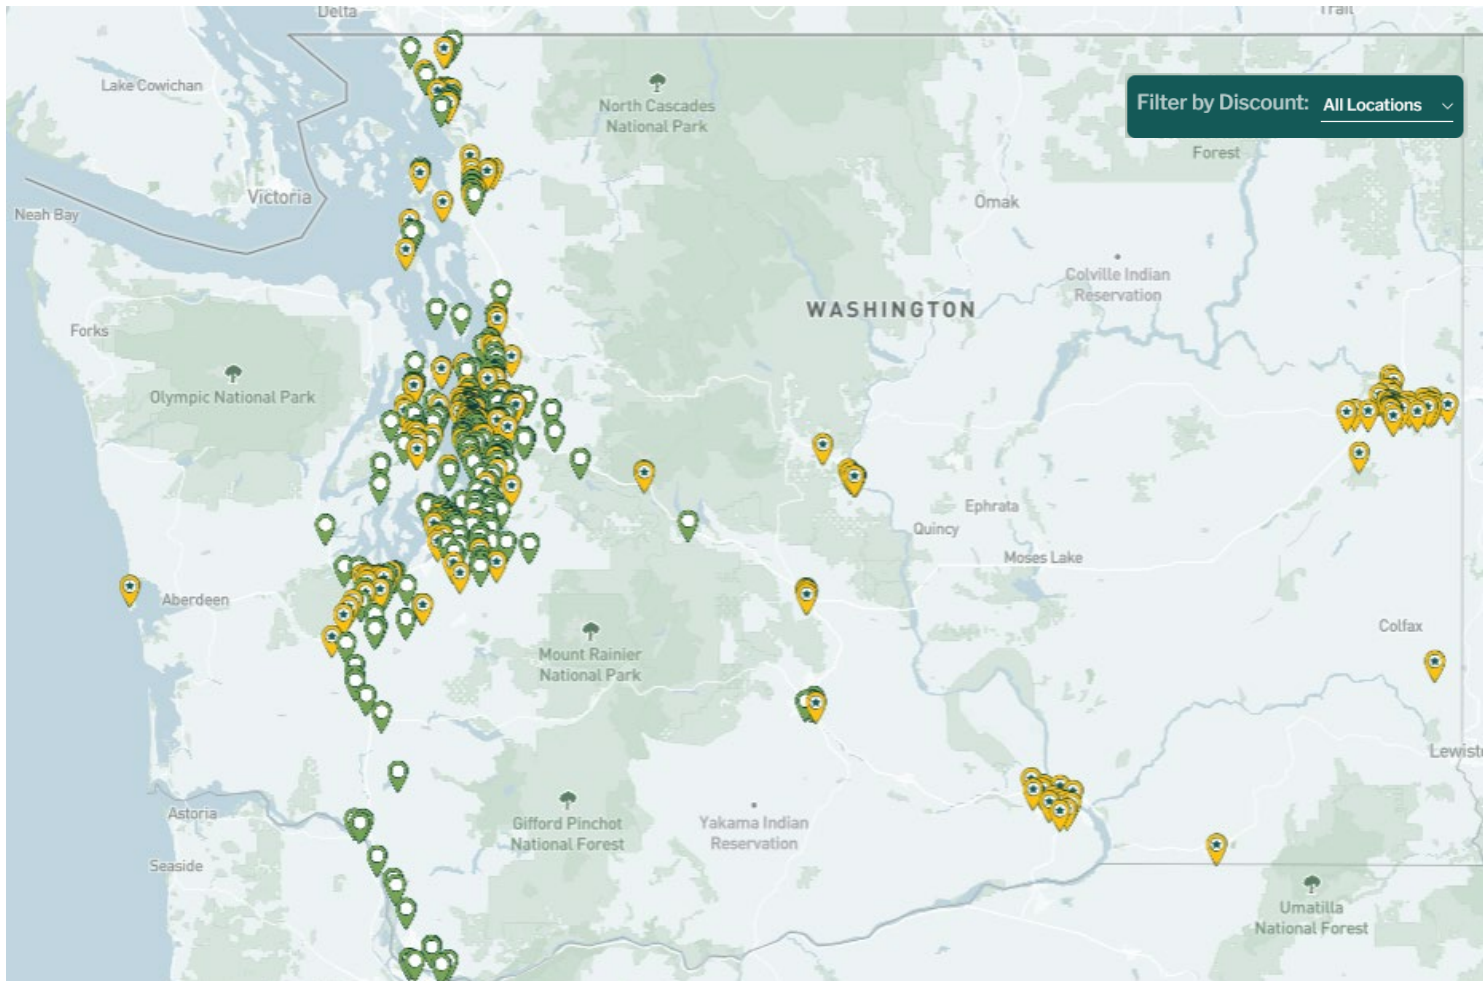 Delta
Trail
Lake Cowichan
North Cascades
National Park
Filter by Discount: All Locations
Forest
Victoria
Omak
Neah Bay
Colville Indian
Reservation
WASHINGTON
Forks
Olympic National Park
Ephrata
Quincy
Moses Lake
Aberdeen
Colfax
Mount Rainier
National Park
Lewist
Astoria
Gifford Pinchot
National Forest
Yakama Indian
Reservation
Seaside
Umatilla
National Forest